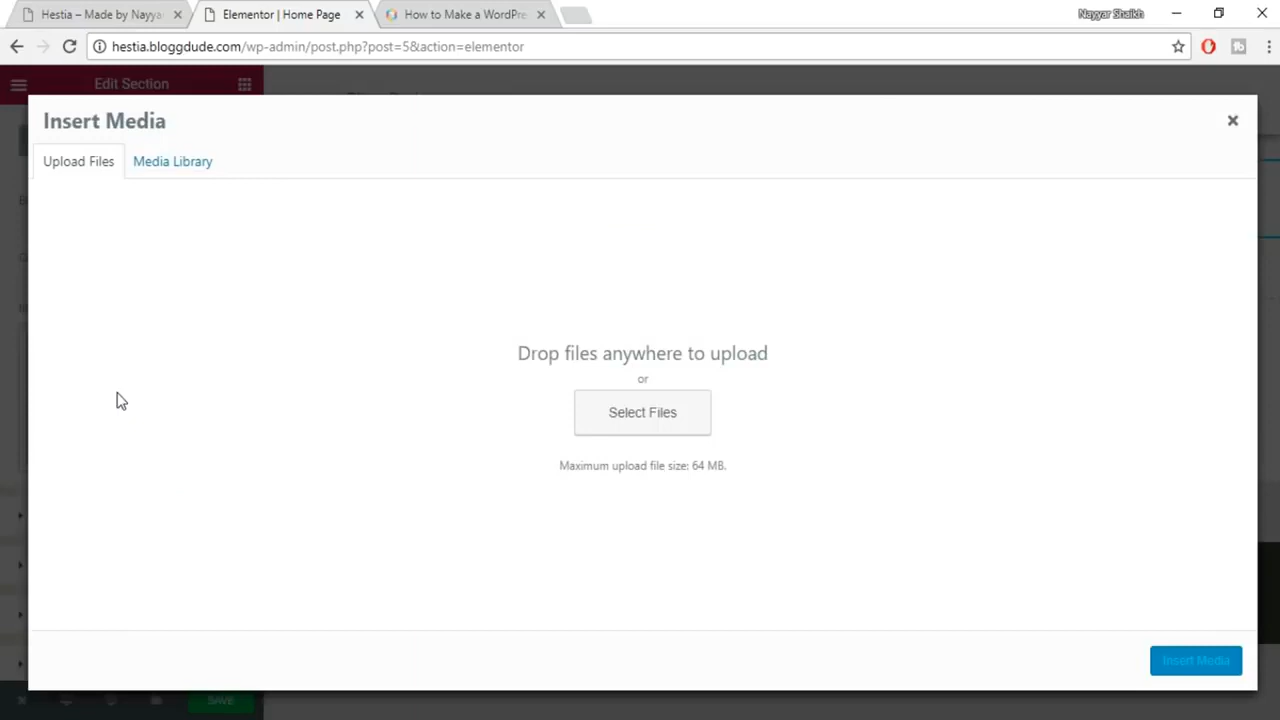 Hestia – Made by Nayya
Elementor | Home Page
How to Make a WordPre
Nayyar Shaikh
hestia.bloggdude.com/wp-admin/post.php?post=5&action=elementor
Edit Section
Insert Media
Upload Files
Media Library
Drop files anywhere to upload
or
Select Files
Maximum upload file size: 64 MB.
Insert Media
SAVE